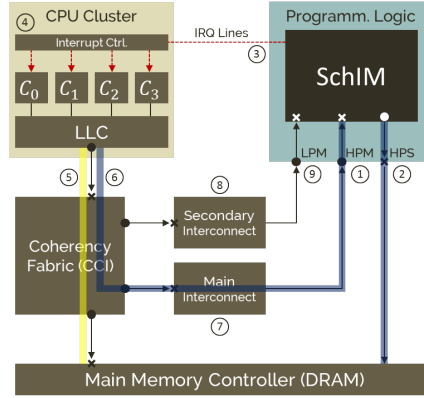 ④ CPU Cluster
Programm. Logic
Interrupt Ctrl.
IRQ Lines
③
SchIM
C₀ C₁ C₂ C₃
LLC
LPM HPM HPS
⑤ ⑥ ⑧ ⑨ ① ②
Secondary
Interconnect
Coherency
Fabric (CCI)
Main
Interconnect
⑦
Main Memory Controller (DRAM)